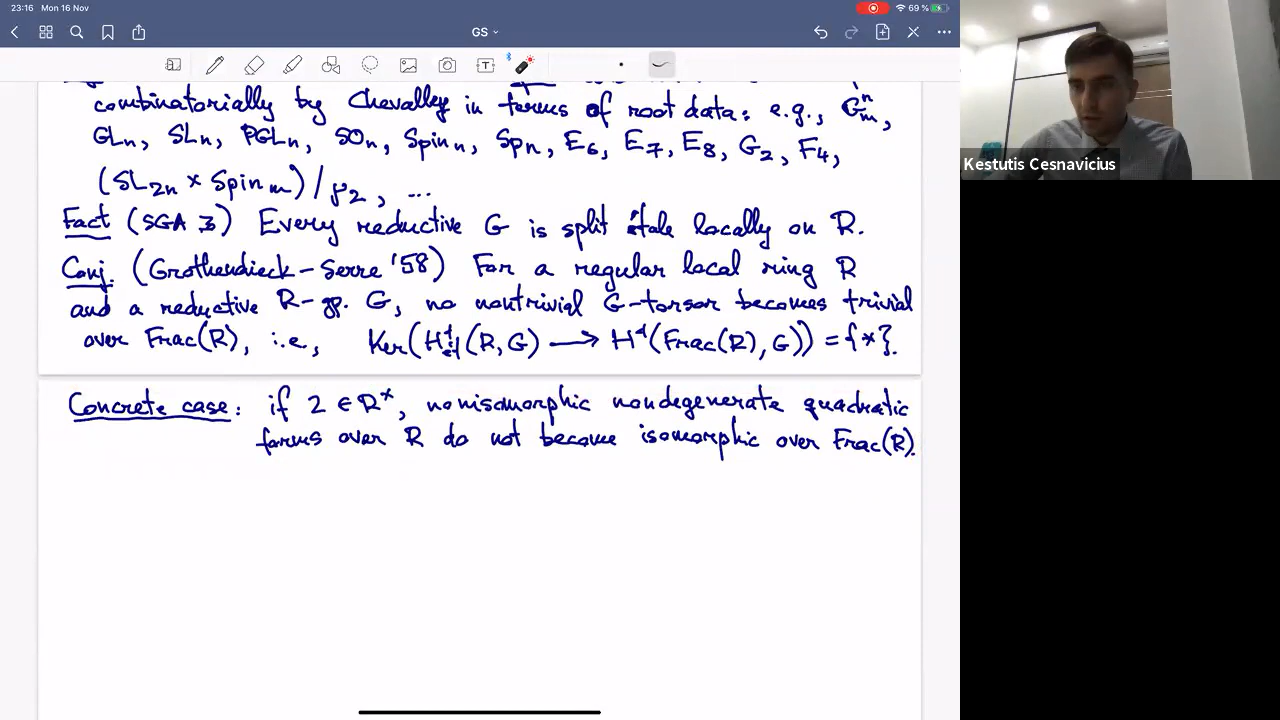 23:16 Mon 16 Nov
69 %
GS
combinatorially by Chevalley in terms of root data: e.g., G_m^n,
GL_n, SL_n, PGL_n, SO_n, Spin_n, Sp_n, E_6, E_7, E_8, G_2, F_4,
(SL_2n × Spin_m)/μ_2, ...
Fact (SGA 3) Every reductive G is split étale locally on R.
Conj. (Grothendieck–Serre '58) For a regular local ring R
and a reductive R-gp. G, no nontrivial G-torsor becomes trivial
over Frac(R), i.e., Ker(H^1_ét(R, G) → H^1(Frac(R), G)) = {*}.
Concrete case: if 2 ∈ R^×, nonisomorphic nondegenerate quadratic
forms over R do not become isomorphic over Frac(R).
Kestutis Cesnavicius